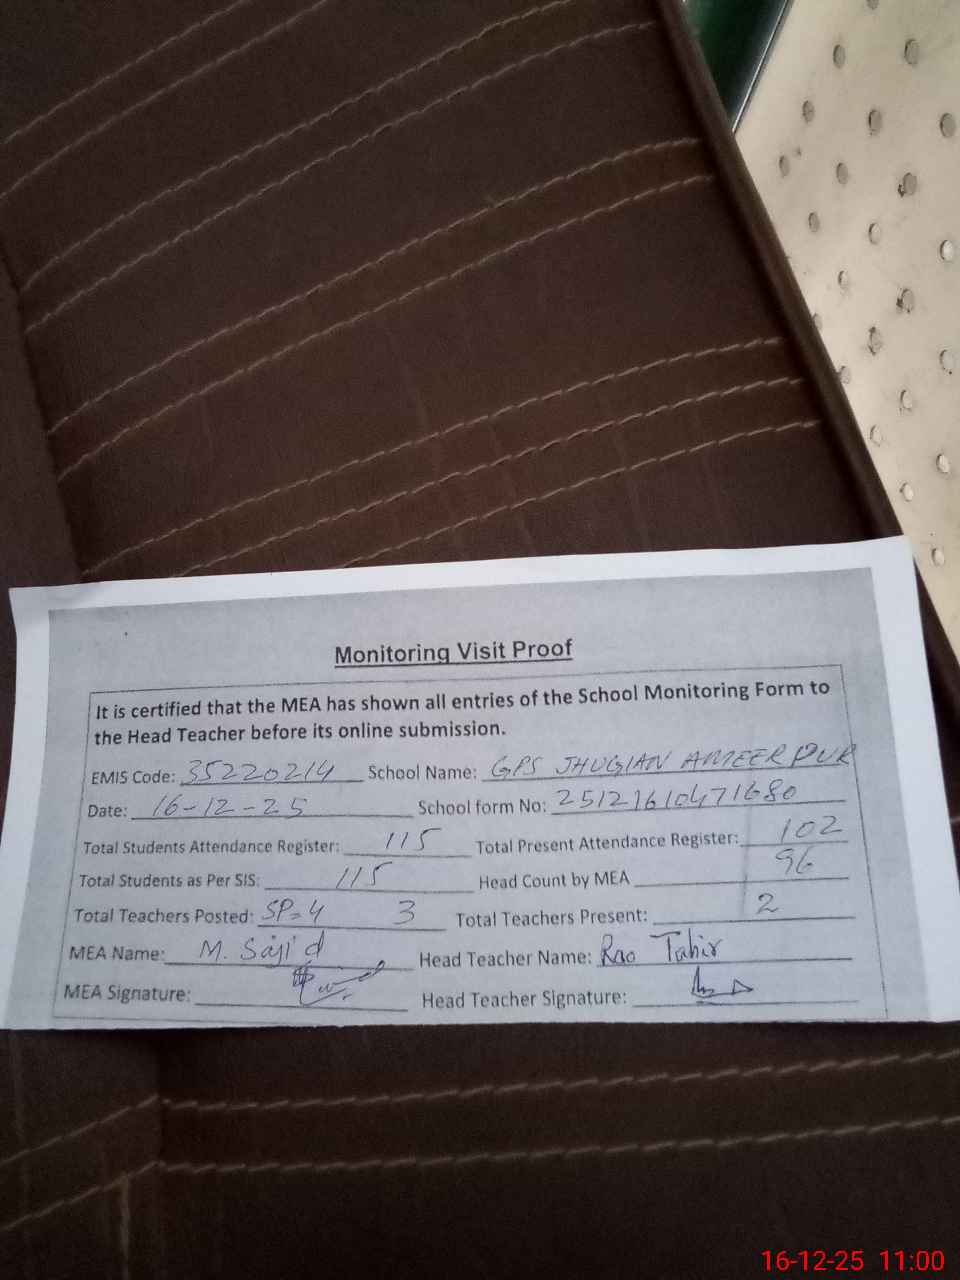 Monitoring Visit Proof
It is certified that the MEA has shown all entries of the School Monitoring Form to
the Head Teacher before its online submission.
EMIS Code: 35220214 School Name: GPS JHUGIAN AMEER PUR
Date: 16-12-25 School form No: 25121610471680
Total Students Attendance Register: 115 Total Present Attendance Register: 102
Total Students as Per SIS: 115 Head Count by MEA 96
Total Teachers Posted: SP=4 3 Total Teachers Present: 2
MEA Name: M. Sajid Head Teacher Name: Rao Tahir
MEA Signature: Head Teacher Signature:
16-12-25 11:00